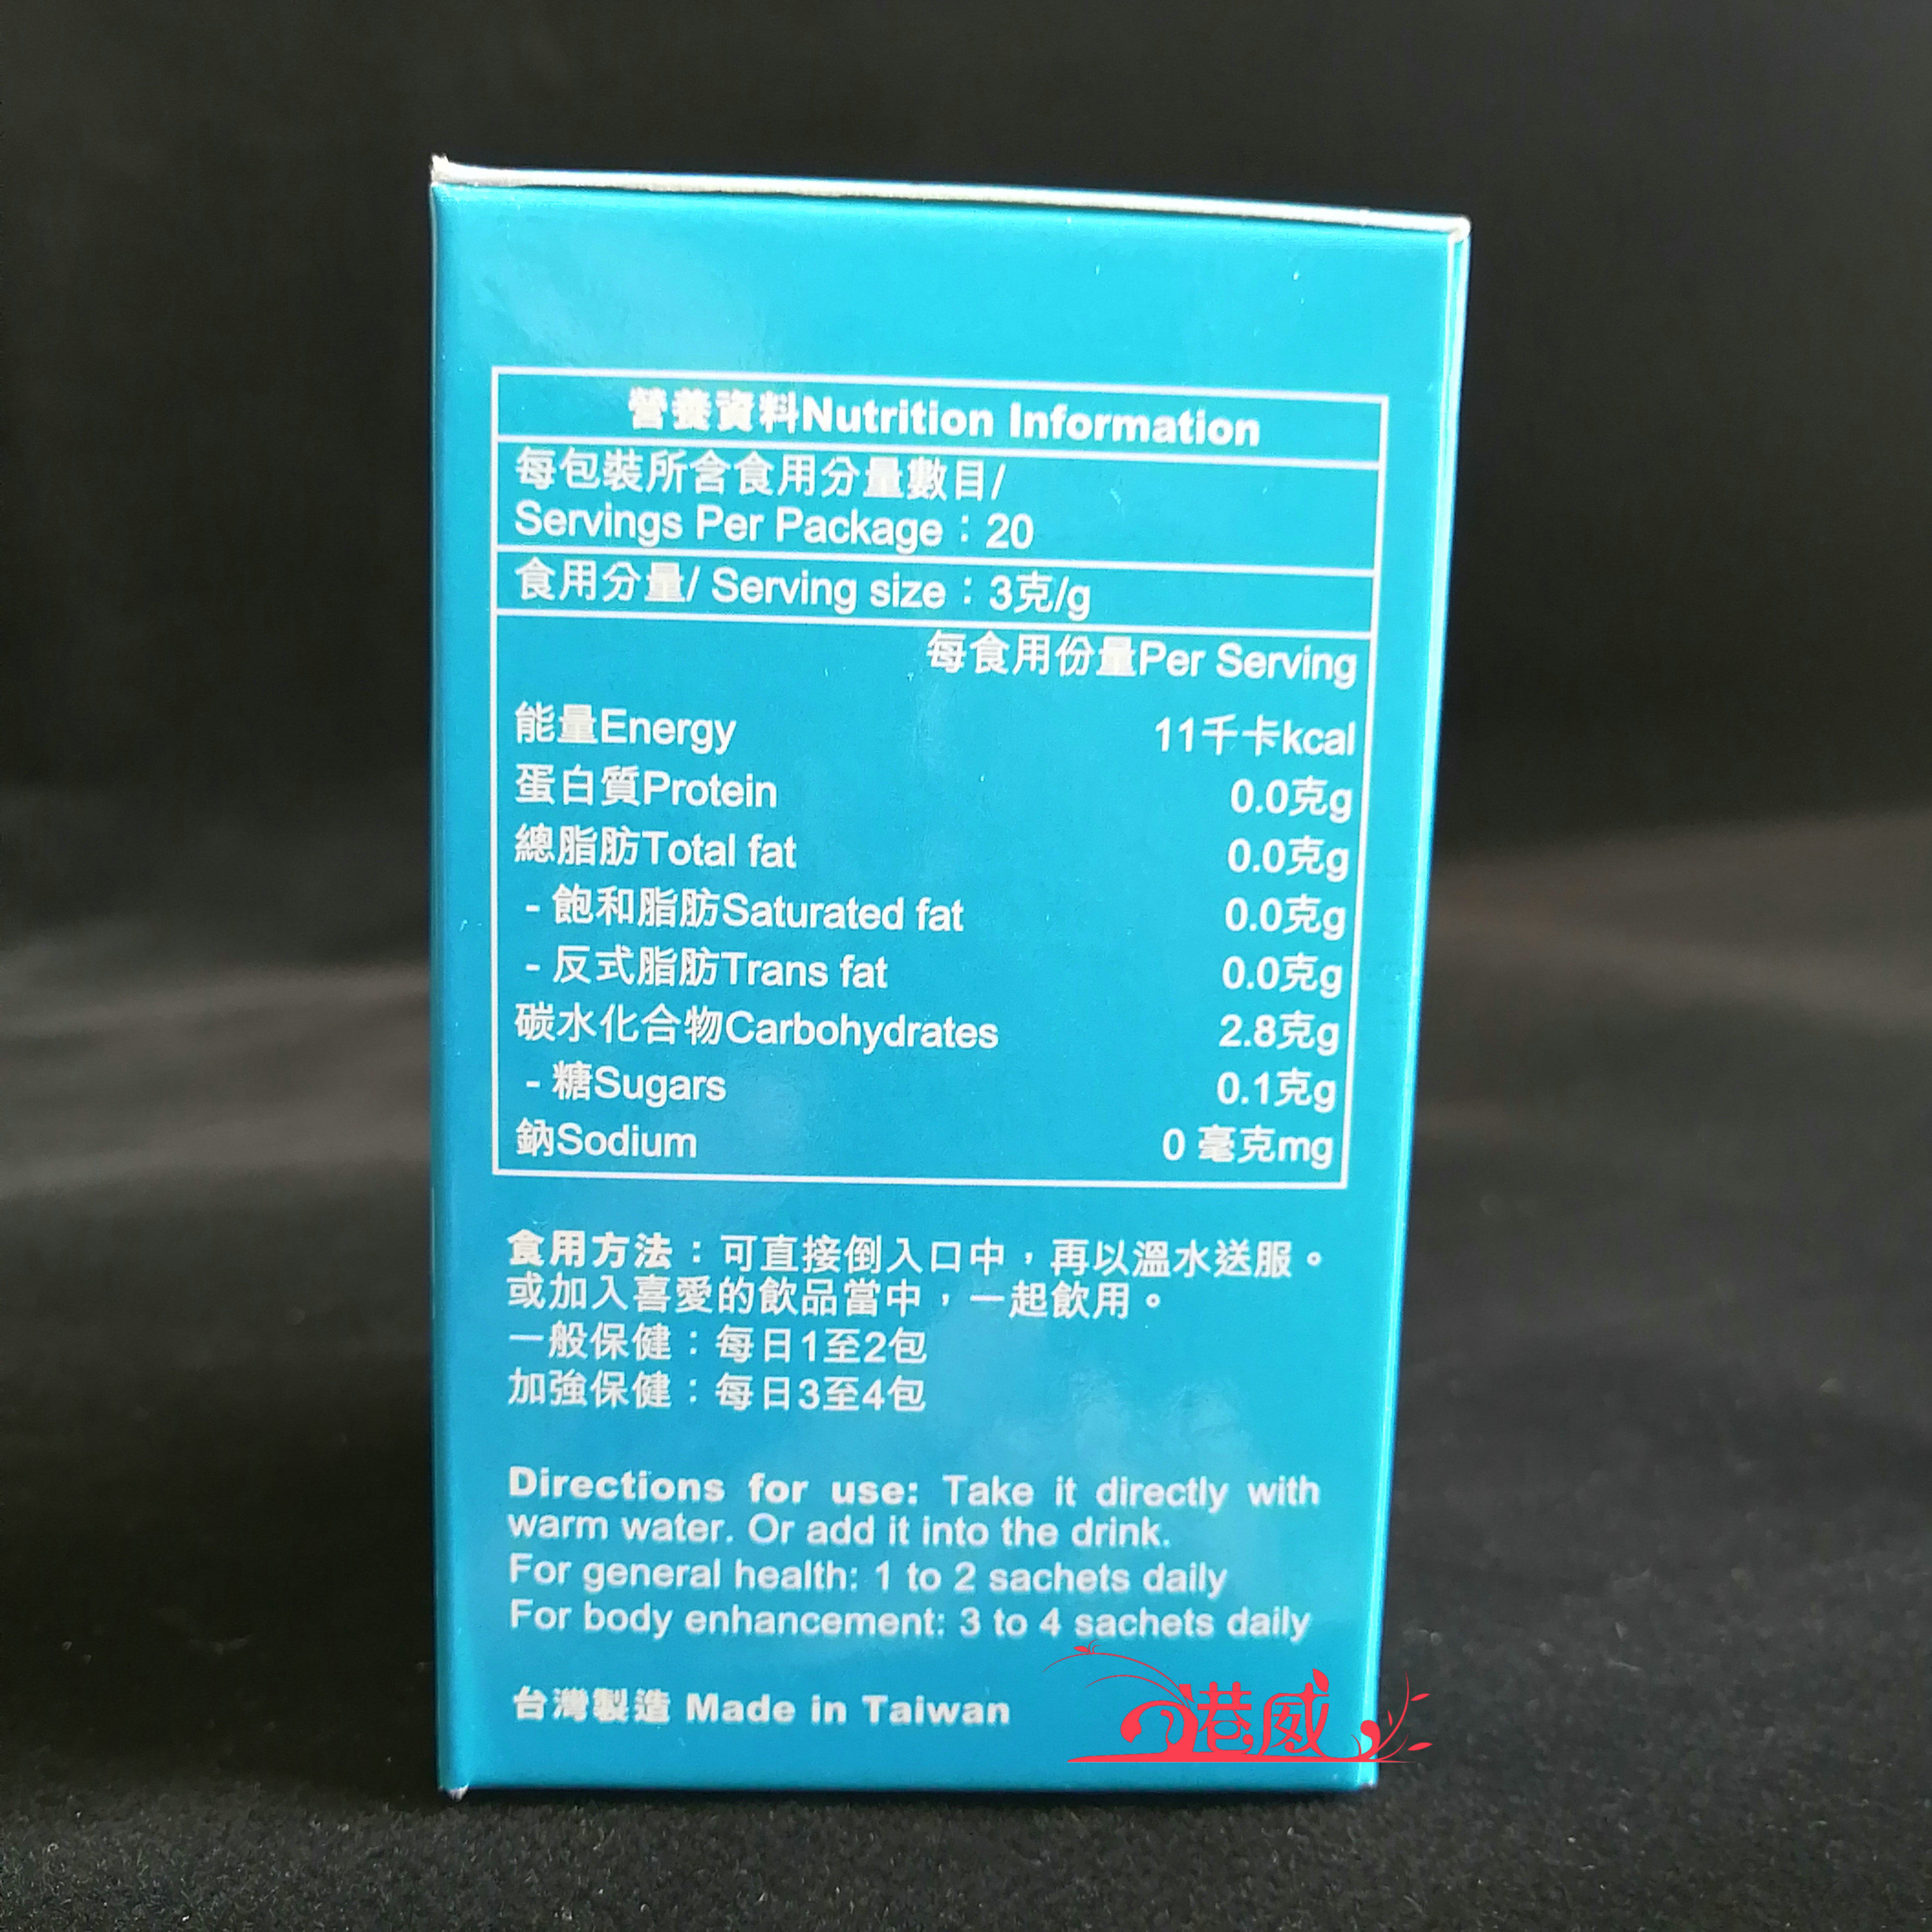 營養資料Nutrition Information
每包裝所含食用分量數目/
Servings Per Package：20
食用分量/ Serving size：3克/g
每食用份量Per Serving
能量Energy 11千卡kcal
蛋白質Protein 0.0克g
總脂肪Total fat 0.0克g
- 飽和脂肪Saturated fat 0.0克g
- 反式脂肪Trans fat 0.0克g
碳水化合物Carbohydrates 2.8克g
- 糖Sugars 0.1克g
鈉Sodium 0 毫克mg
食用方法：可直接倒入口中，再以溫水送服。
或加入喜愛的飲品當中，一起飲用。
一般保健：每日1至2包
加強保健：每日3至4包
Directions for use: Take it directly with
warm water. Or add it into the drink.
For general health: 1 to 2 sachets daily
For body enhancement: 3 to 4 sachets daily
台灣製造 Made in Taiwan
港威